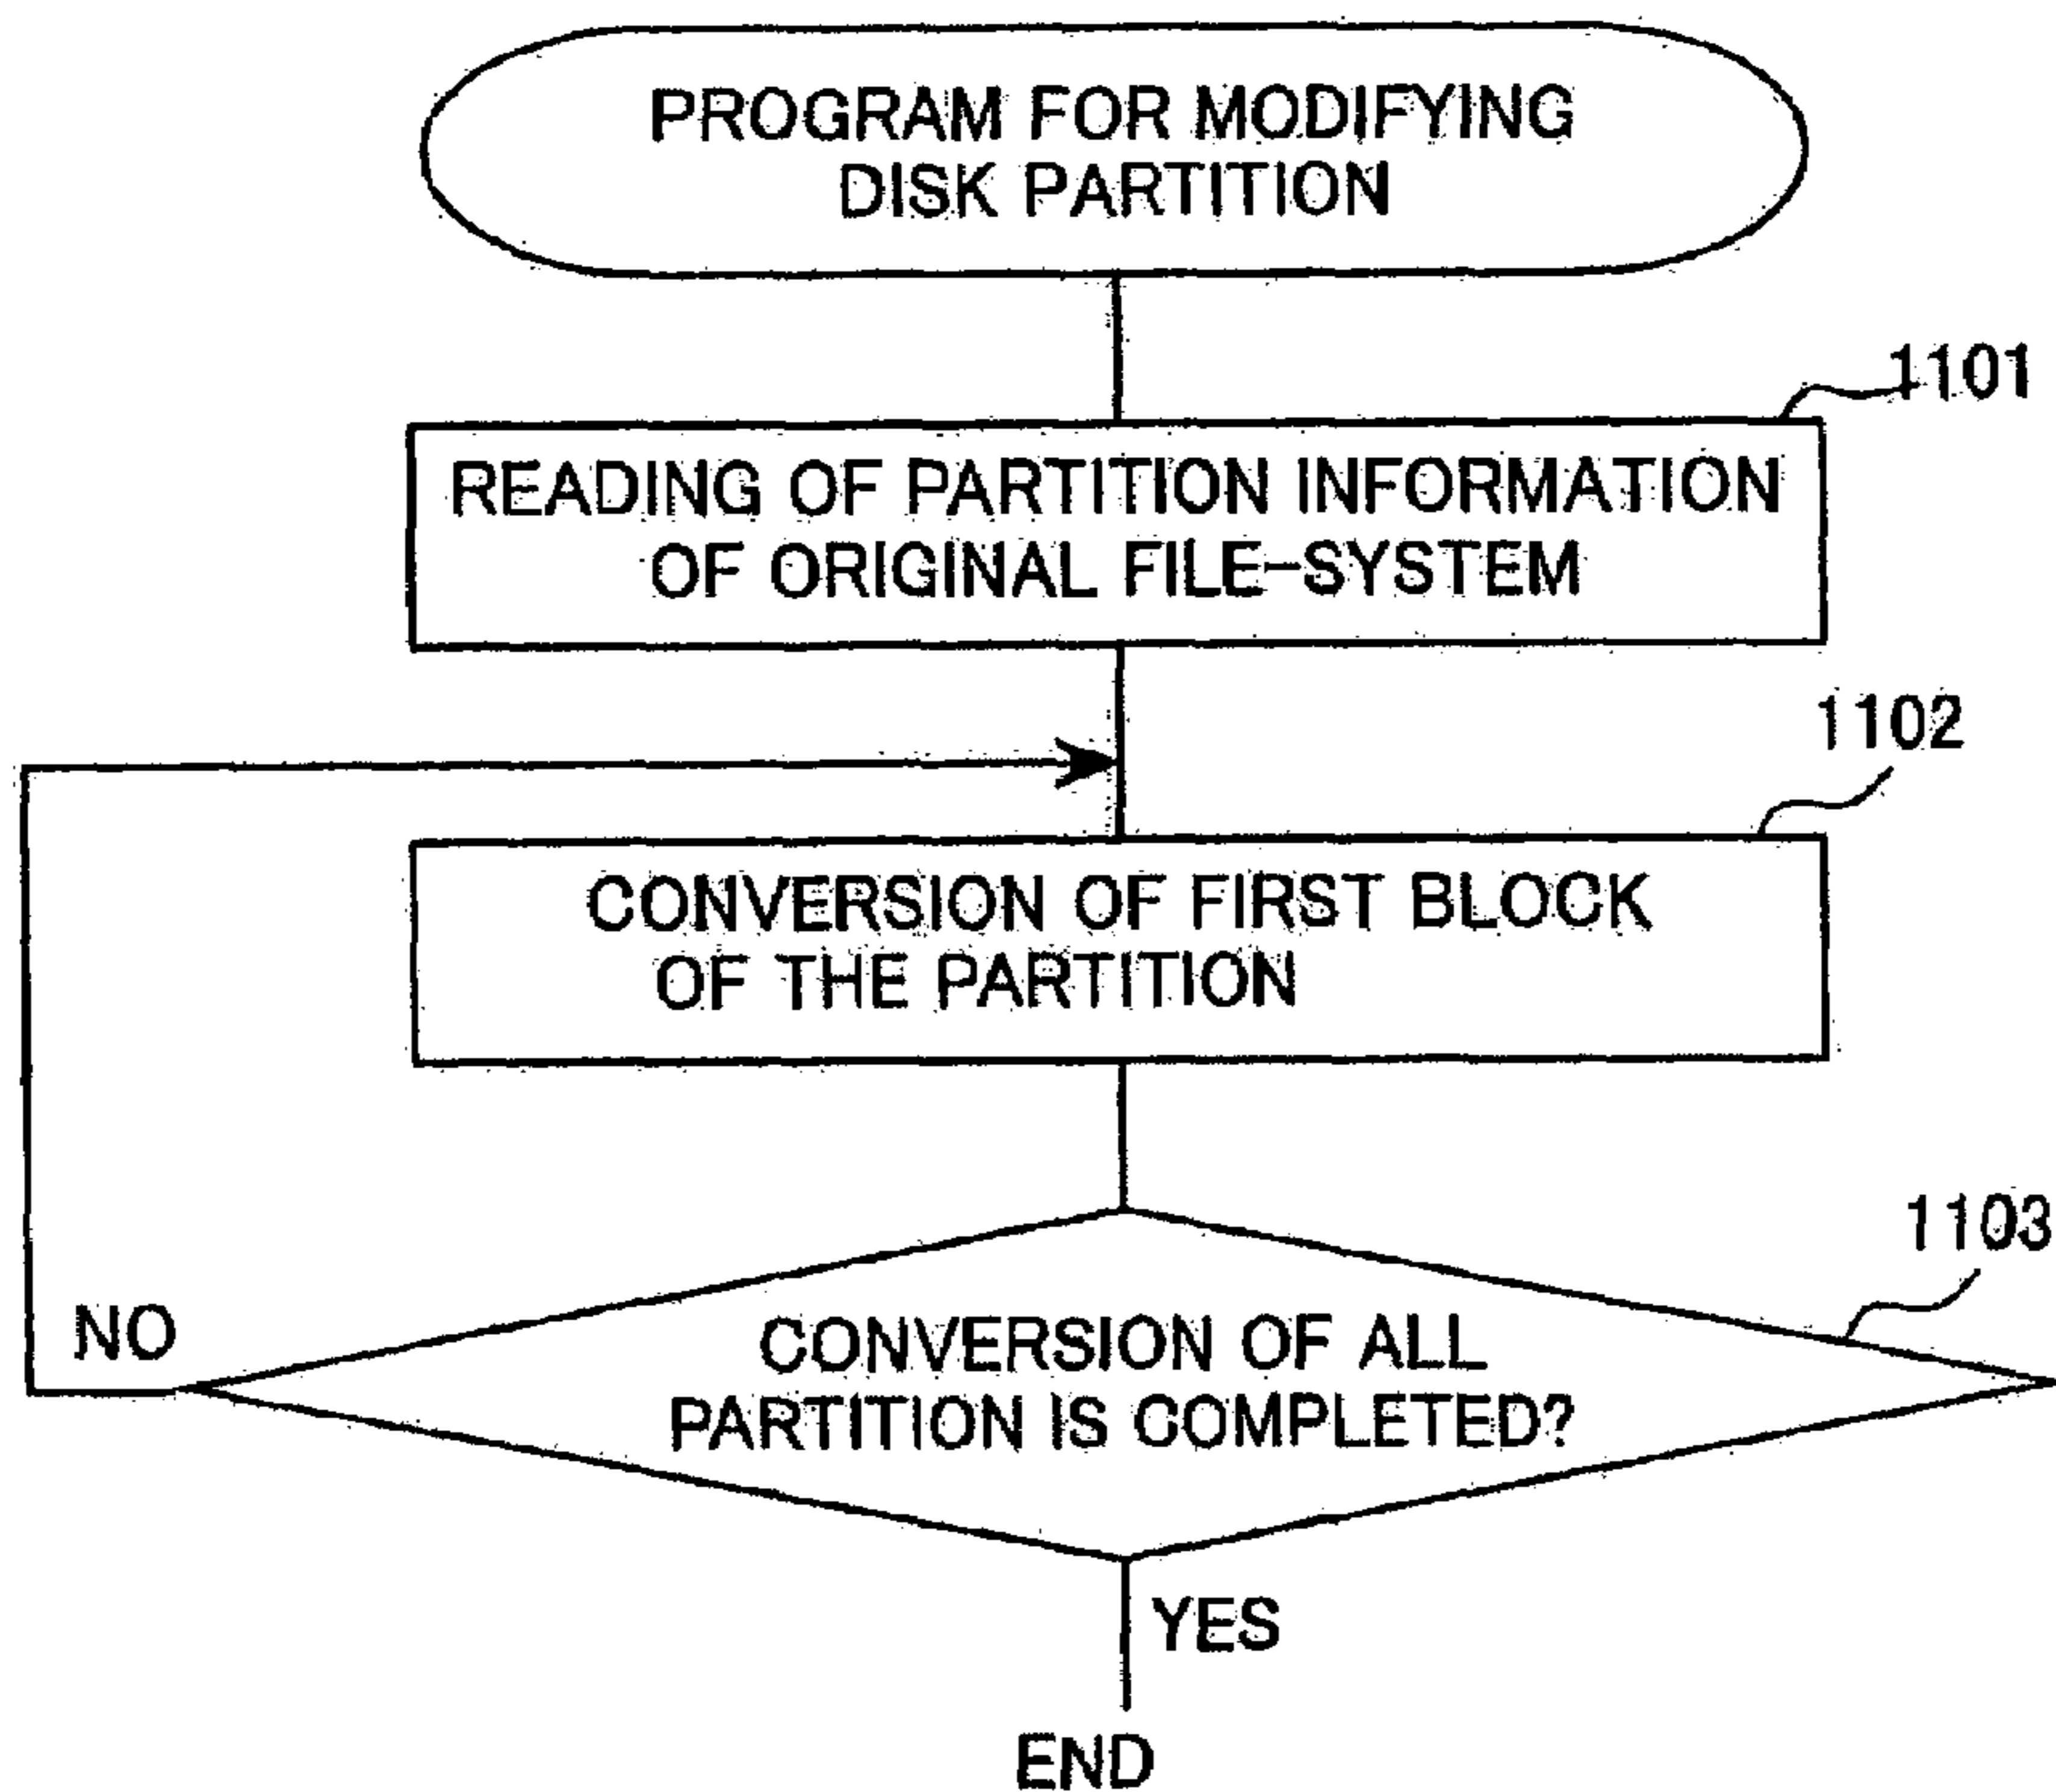 PROGRAM FOR MODIFYING
DISK PARTITION
1101
READING OF PARTITION INFORMATION
OF ORIGINAL FILE-SYSTEM
1102
CONVERSION OF FIRST BLOCK
OF THE PARTITION
1103
NO
CONVERSION OF ALL
PARTITION IS COMPLETED?
YES
END